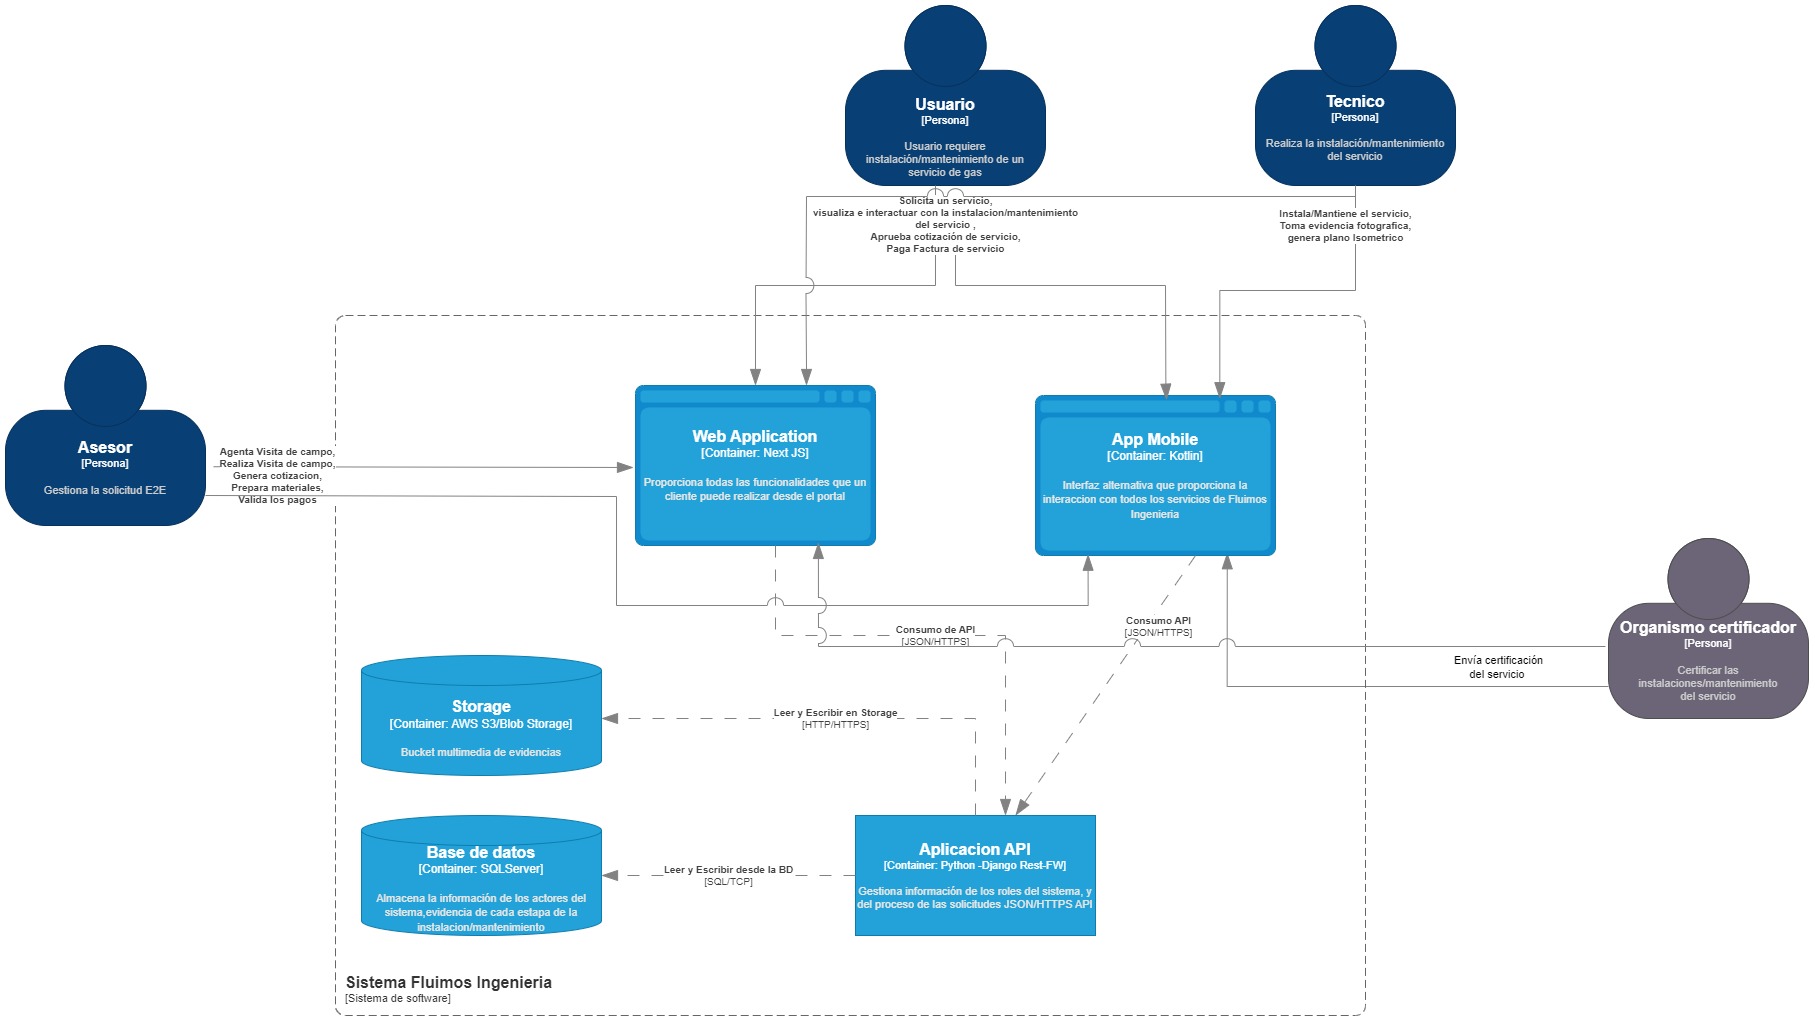 Usuario
[Persona]
Usuario requiere
instalación/mantenimiento de un
servicio de gas
Tecnico
[Persona]
Realiza la instalación/mantenimiento
del servicio
Solicita un servicio,
visualiza e interactuar con la instalacion/mantenimiento
del servicio ,
Aprueba cotización de servicio,
Paga Factura de servicio
Instala/Mantiene el servicio,
Toma evidencia fotografica,
genera plano Isometrico
Asesor
[Persona]
Gestiona la solicitud E2E
Agenta Visita de campo,
Realiza Visita de campo,
Genera cotizacion,
Prepara materiales,
Valida los pagos
Web Application
[Container: Next JS]
Proporciona todas las funcionalidades que un
cliente puede realizar desde el portal
App Mobile
[Container: Kotlin]
Interfaz alternativa que proporciona la
interaccion con todos los servicios de Fluimos
Ingenieria
Organismo certificador
[Persona]
Certificar las
instalaciones/mantenimiento
del servicio
Consumo de API
[JSON/HTTPS]
Consumo API
[JSON/HTTPS]
Envía certificación
del servicio
Storage
[Container: AWS S3/Blob Storage]
Bucket multimedia de evidencias
Leer y Escribir en Storage
[HTTP/HTTPS]
Base de datos
[Container: SQLServer]
Almacena la información de los actores del
sistema,evidencia de cada estapa de la
instalacion/mantenimiento
Leer y Escribir desde la BD
[SQL/TCP]
Aplicacion API
[Container: Python -Django Rest-FW]
Gestiona información de los roles del sistema, y
del proceso de las solicitudes JSON/HTTPS API
Sistema Fluimos Ingenieria
[Sistema de software]